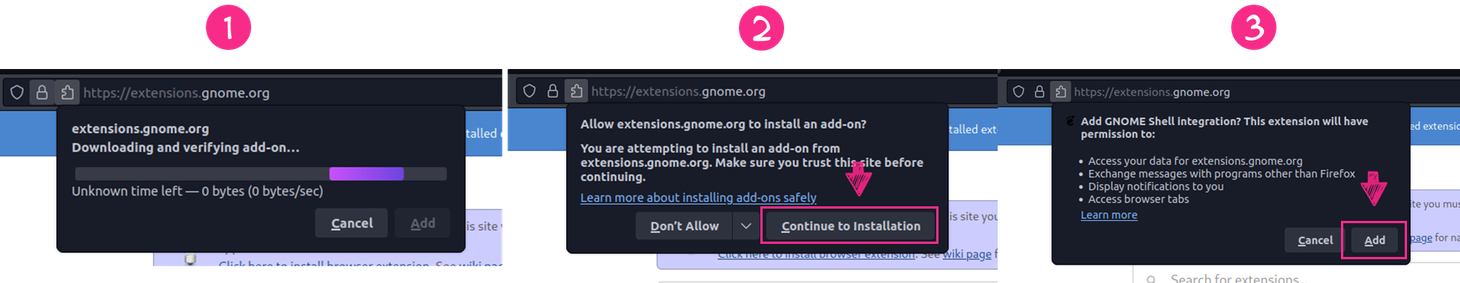 1
https://extensions.gnome.org
extensions.gnome.org
Downloading and verifying add-on...
Unknown time left — 0 bytes (0 bytes/sec)
Cancel
Add
talled e
is site v
Click here to install browser extension. See wiki pag
2
https://extensions.gnome.org
Allow extensions.gnome.org to install an add-on?
You are attempting to install an add-on from
extensions.gnome.org. Make sure you trust this site before
continuing.
Learn more about installing add-ons safely
Don't Allow
Continue to Installation
talled ext
is site you
Click here to install browser extension. See wiki page f
3
https://extensions.gnome.org
Add GNOME Shell integration? This extension will have
permission to:
• Access your data for extensions.gnome.org
• Exchange messages with programs other than Firefox
• Display notifications to you
• Access browser tabs
Learn more
Cancel
Add
ed extensio
ite you mus
page for na
Search for extensions